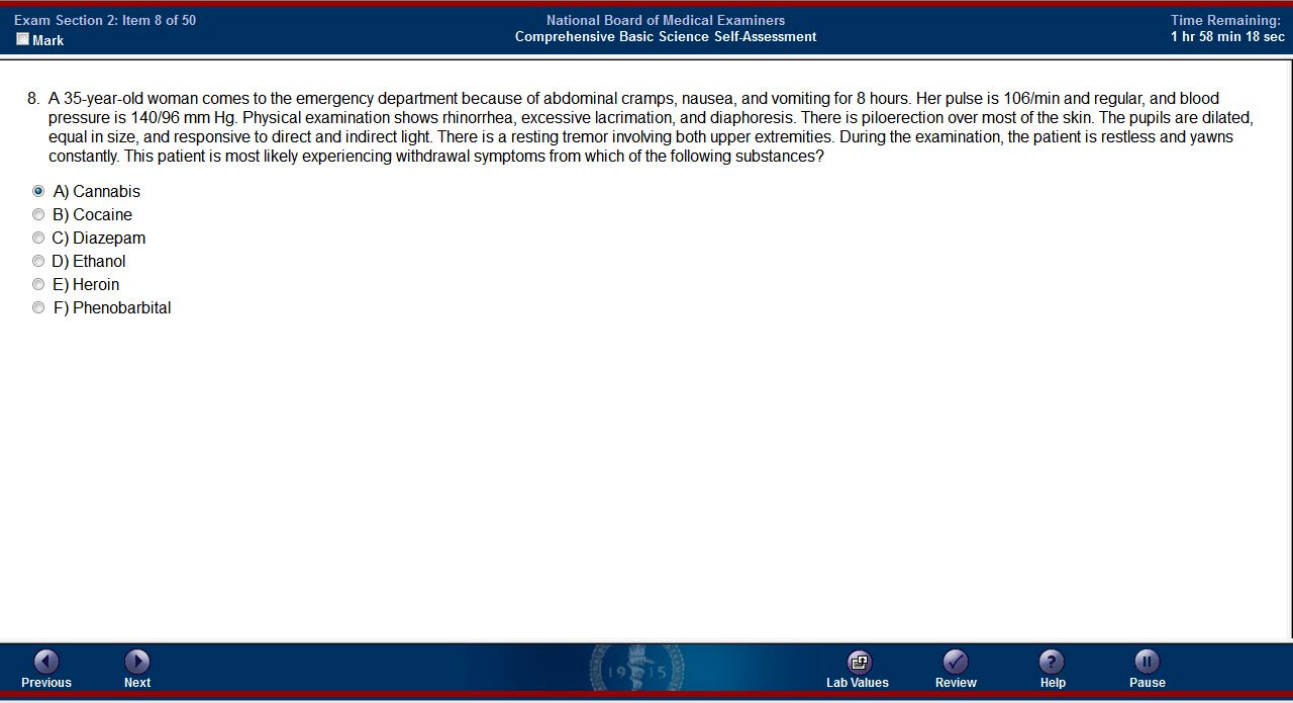 Exam Section 2: Item 8 of 50
National Board of Medical Examiners
Time Remaining:
Mark
Comprehensive Basic Science Self-Assessment
1 hr 58 min 18 sec
8. A 35-year-old woman comes to the emergency department because of abdominal cramps, nausea, and vomiting for 8 hours. Her pulse is 106/min and regular, and blood
pressure is 140/96 mm Hg. Physical examination shows rhinorrhea, excessive lacrimation, and diaphoresis. There is piloerection over most of the skin. The pupils are dilated,
equal in size, and responsive to direct and indirect light. There is a resting tremor involving both upper extremities. During the examination, the patient is restless and yawns
constantly. This patient is most likely experiencing withdrawal symptoms from which of the following substances?
A) Cannabis
B) Cocaine
C) Diazepam
D) Ethanol
E) Heroin
F) Phenobarbital
1915
Previous
Next
Lab Values
Review
Help
Pause